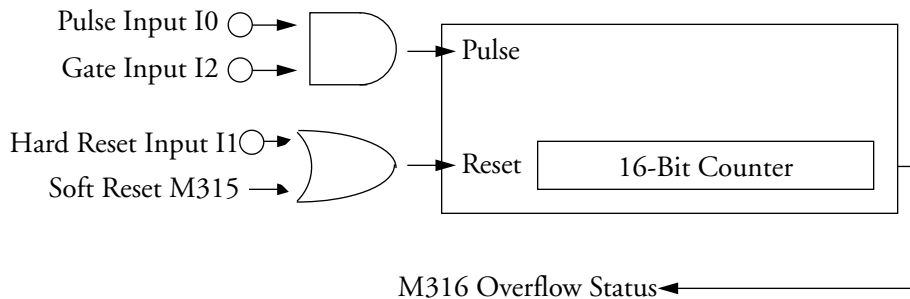 Pulse Input I0
Gate Input I2
Pulse
Hard Reset Input I1
Soft Reset M315
Reset
16-Bit Counter
M316 Overflow Status